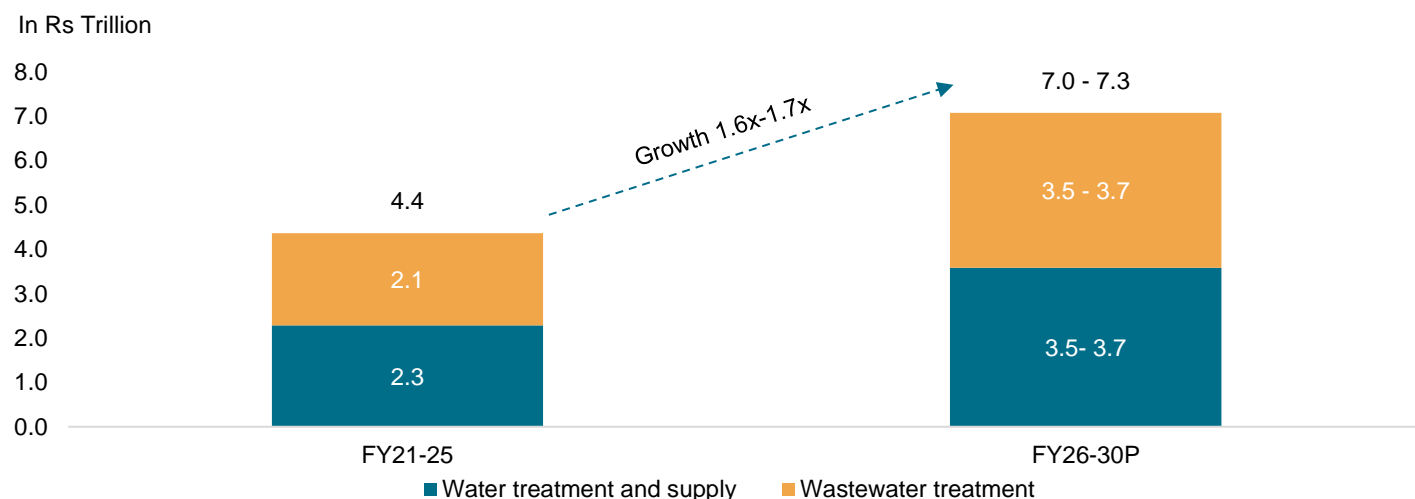 In Rs Trillion
8.0
7.0
6.0
5.0
4.0
3.0
2.0
1.0
0.0
4.4
2.1
2.3
Growth 1.6x-1.7x
7.0 - 7.3
3.5 - 3.7
3.5- 3.7
FY21-25
FY26-30P
Water treatment and supply
Wastewater treatment